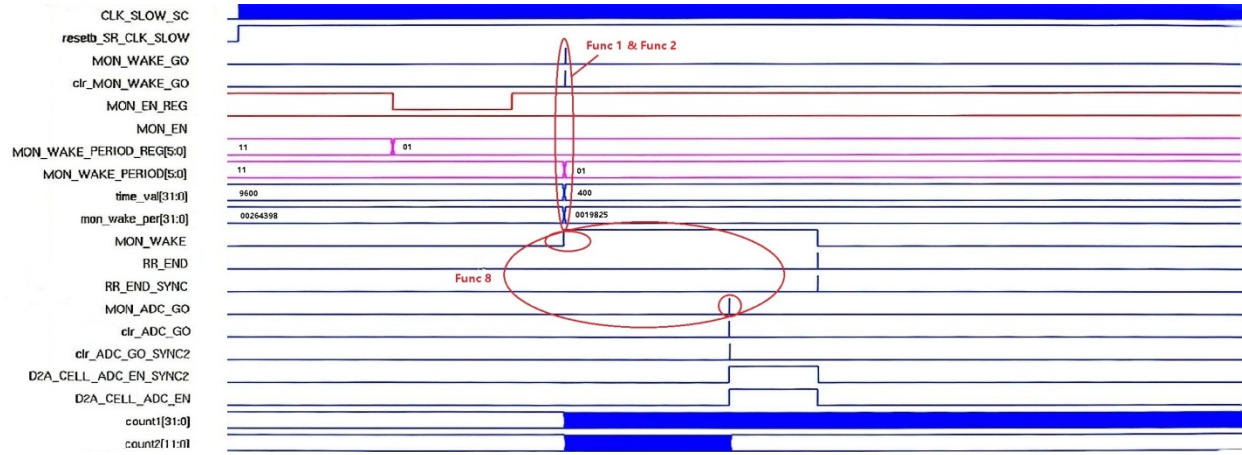 CLK_SLOW_SC
resetb_SR_CLK_SLOW
Func 1 & Func 2
MON_WAKE_GO
clr_MON_WAKE_GO
MON_EN_REG
MON_EN
MON_WAKE_PERIOD_REG[5:0] 11 01
MON_WAKE_PERIOD[5:0] 11 01
time_val[31:0] 9600 400
mon_wake_per[31:0] 00264398 0019825
MON_WAKE
RR_END
Func 8
RR_END_SYNC
MON_ADC_GO
clr_ADC_GO
clr_ADC_GO_SYNC2
D2A_CELL_ADC_EN_SYNC2
D2A_CELL_ADC_EN
count1[31:0]
count2[11:0]